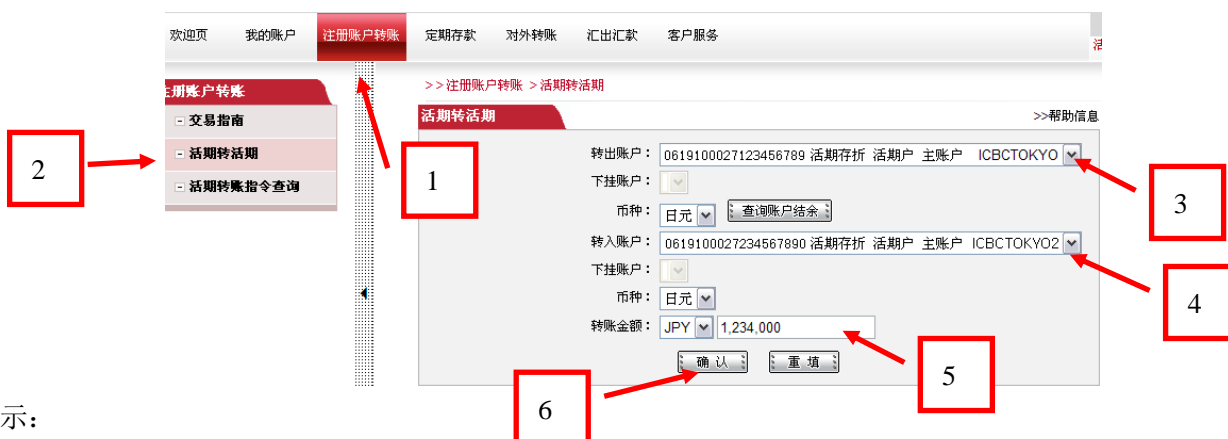 欢迎页 我的账户 注册账户转账 定期存款 对外转账 汇出汇款 客户服务
活
注册账户转账
交易指南
活期转活期
活期转账指令查询
>>注册账户转账 >活期转活期
活期转活期 >>帮助信息
转出账户: 0619100027123456789 活期存折 活期户 主账户 ICBCTOKYO
下挂账户:
币种: 日元 查询账户结余
转入账户: 0619100027234567890 活期存折 活期户 主账户 ICBCTOKYO2
下挂账户:
币种: 日元
转账金额: JPY 1,234,000
确 认 重 填
1
2
3
4
5
6
示: